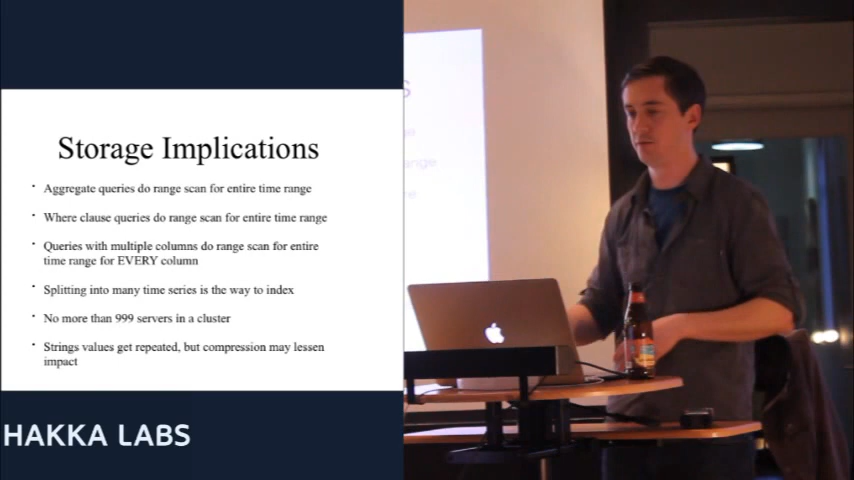 Storage Implications
Aggregate queries do range scan for entire time range
Where clause queries do range scan for entire time range
Queries with multiple columns do range scan for entire
time range for EVERY column
Splitting into many time series is the way to index
No more than 999 servers in a cluster
Strings values get repeated, but compression may lessen
impact
HAKKA LABS